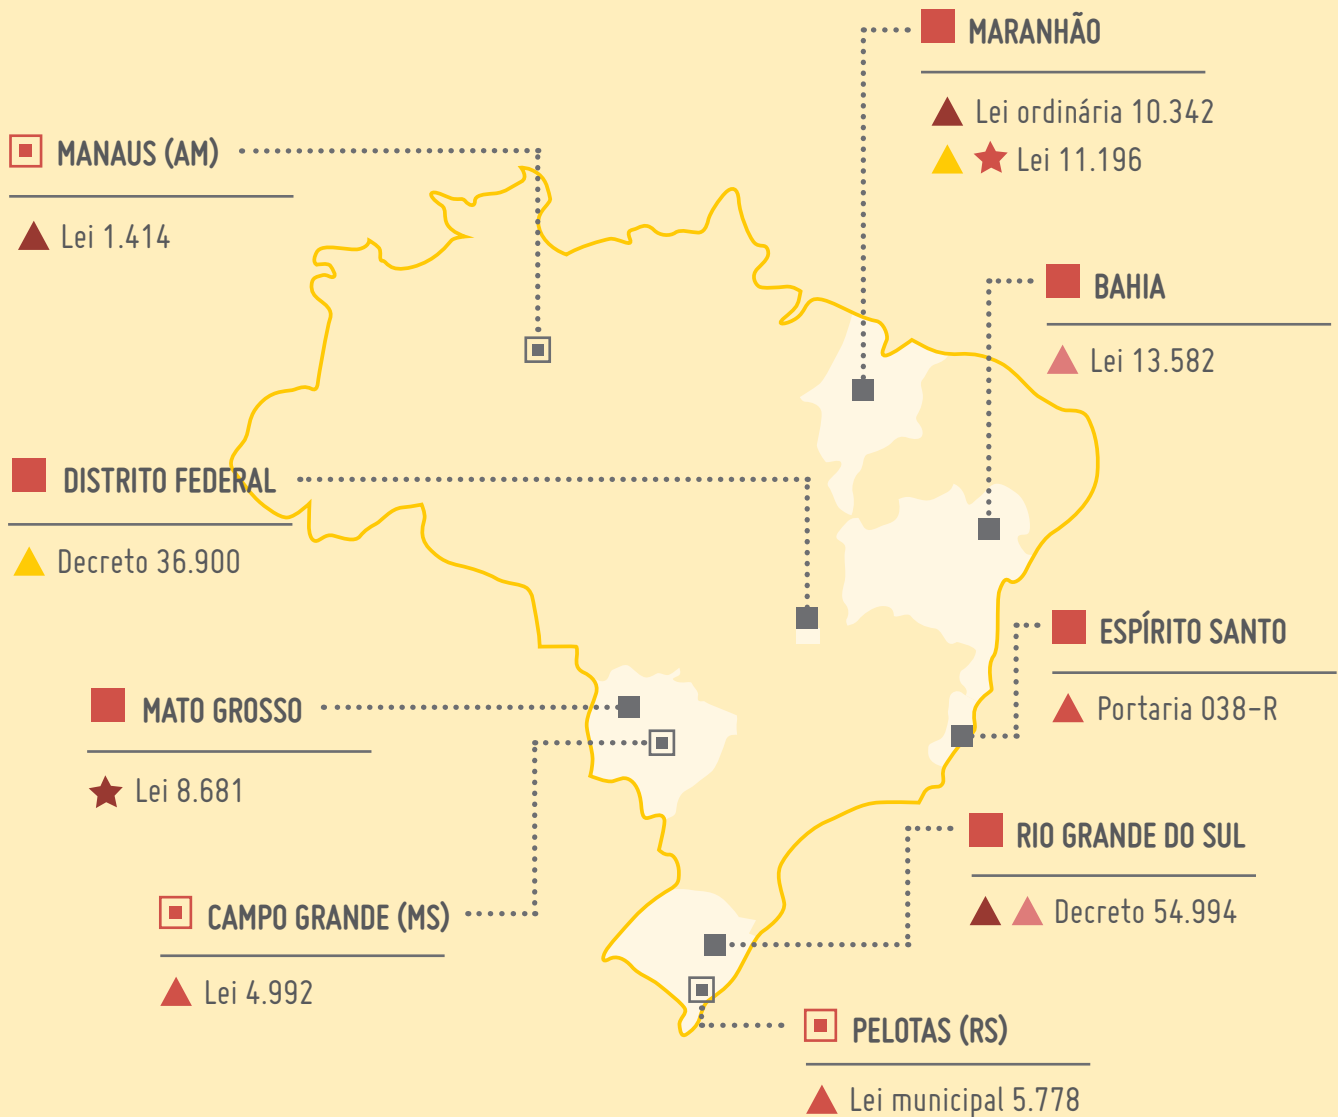 MARANHÃO
Lei ordinária 10.342
Lei 11.196
MANAUS (AM)
Lei 1.414
BAHIA
Lei 13.582
DISTRITO FEDERAL
Decreto 36.900
ESPÍRITO SANTO
Portaria 038-R
MATO GROSSO
Lei 8.681
RIO GRANDE DO SUL
Decreto 54.994
CAMPO GRANDE (MS)
Lei 4.992
PELOTAS (RS)
Lei municipal 5.778